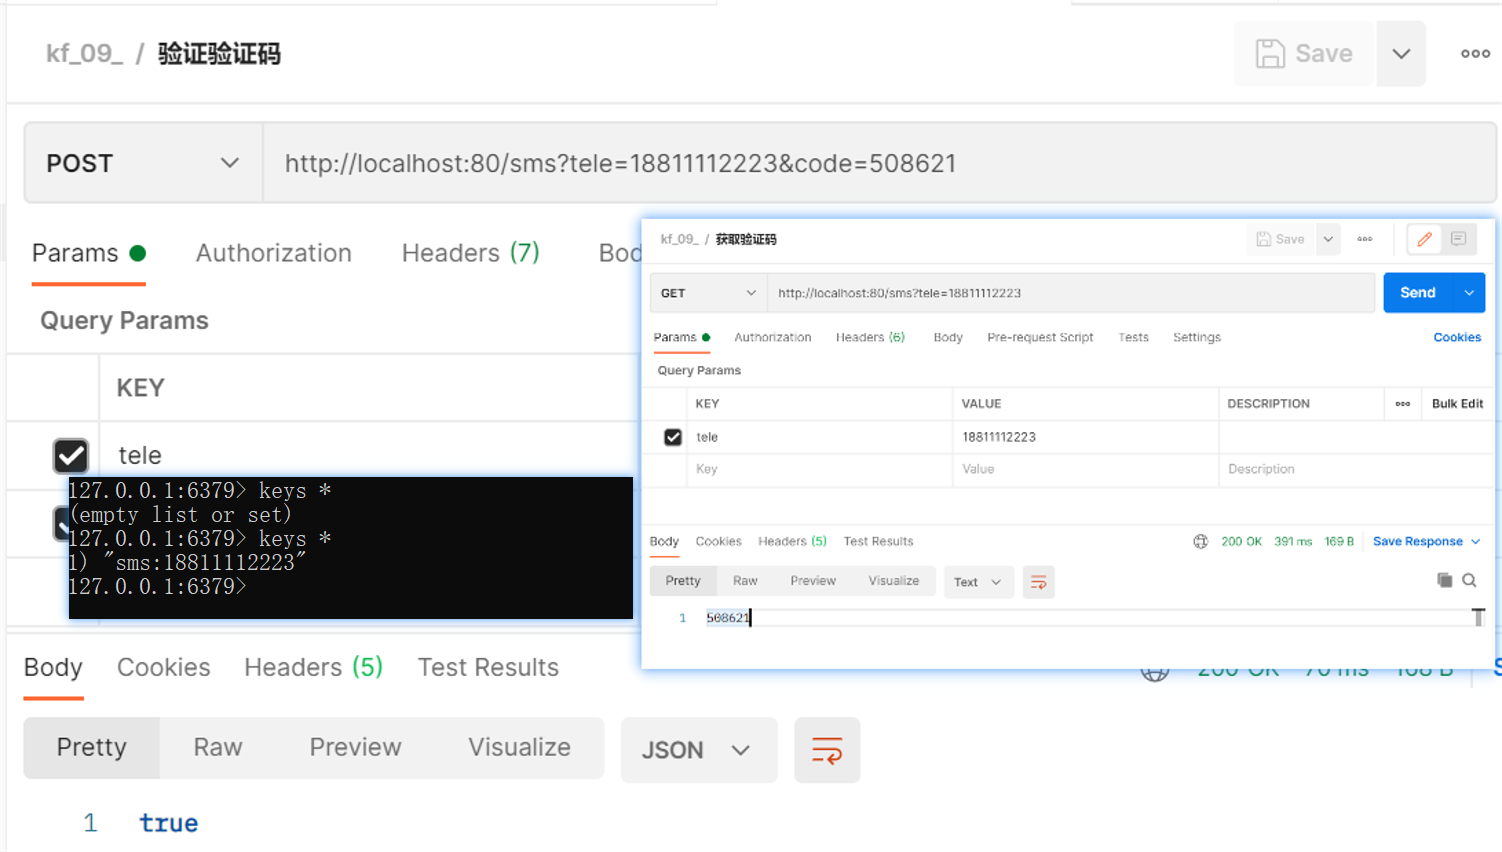 kf_09_ / 验证验证码
Save
POST
http://localhost:80/sms?tele=18811112223&code=508621
Params
Authorization
Headers (7)
Query Params
KEY
tele
127.0.0.1:6379> keys *
(empty list or set)
127.0.0.1:6379> keys *
1) "sms:18811112223"
127.0.0.1:6379>
kf_09_ / 获取验证码
Save
GET
http://localhost:80/sms?tele=18811112223
Send
Params
Authorization
Headers (6)
Body
Pre-request Script
Tests
Settings
Cookies
Query Params
KEY VALUE DESCRIPTION Bulk Edit
tele 18811112223
Key Value Description
Body Cookies Headers (5) Test Results 200 OK 391 ms 169 B Save Response
Pretty Raw Preview Visualize Text
1 508621
Body Cookies Headers (5) Test Results 200 OK 70 ms 168 B
Pretty Raw Preview Visualize JSON
1 true